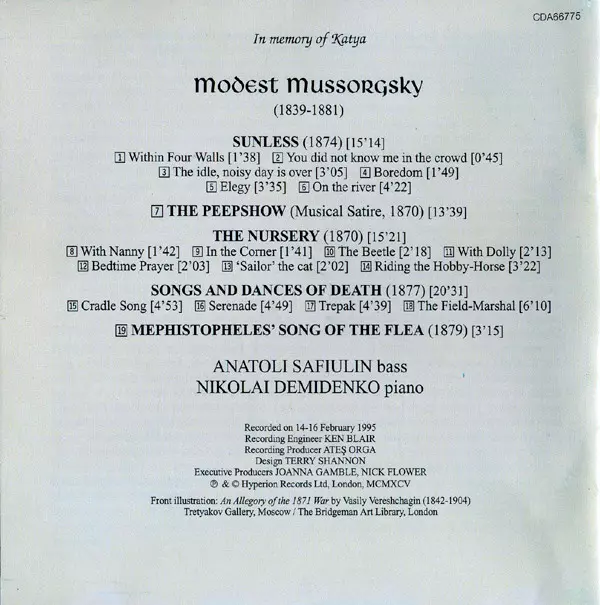 CDA66775
In memory of Katya
Modest Mussorgsky
(1839-1881)
SUNLESS (1874) [15'14]
1 Within Four Walls [1'38] 2 You did not know me in the crowd [0'45]
3 The idle, noisy day is over [3'05] 4 Boredom [1'49]
5 Elegy [3'35] 6 On the river [4'22]
7 THE PEEPSHOW (Musical Satire, 1870) [13'39]
THE NURSERY (1870) [15'21]
8 With Nanny [1'42] 9 In the Corner [1'41] 10 The Beetle [2'18] 11 With Dolly [2'13]
12 Bedtime Prayer [2'03] 13 ‘Sailor’ the cat [2'02] 14 Riding the Hobby-Horse [3'22]
SONGS AND DANCES OF DEATH (1877) [20'31]
15 Cradle Song [4'53] 16 Serenade [4'49] 17 Trepak [4'39] 18 The Field-Marshal [6'10]
19 MEPHISTOPHELES’ SONG OF THE FLEA (1879) [3'15]
ANATOLI SAFIULIN bass
NIKOLAI DEMIDENKO piano
Recorded on 14-16 February 1995
Recording Engineer KEN BLAIR
Recording Producer ATEŞ ORGA
Design TERRY SHANNON
Executive Producers JOANNA GAMBLE, NICK FLOWER
℗ & © Hyperion Records Ltd, London, MCMXCV
Front illustration: An Allegory of the 1871 War by Vasily Vereshchagin (1842-1904)
Tretyakov Gallery, Moscow / The Bridgeman Art Library, London